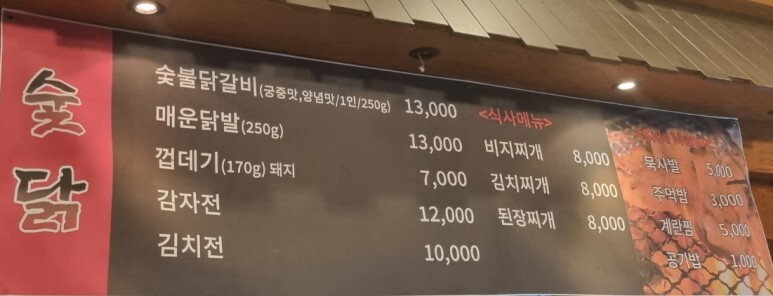 숯닭
숯불닭갈비(궁중맛,양념맛/1인/250g) 13,000
매운닭발(250g) 13,000
껍데기(170g) 돼지 7,000
감자전 12,000
김치전 10,000
<식사메뉴>
비지찌개 8,000
김치찌개 8,000
된장찌개 8,000
묵사발 5,000
주먹밥 3,000
계란찜 5,000
공기밥 1,000